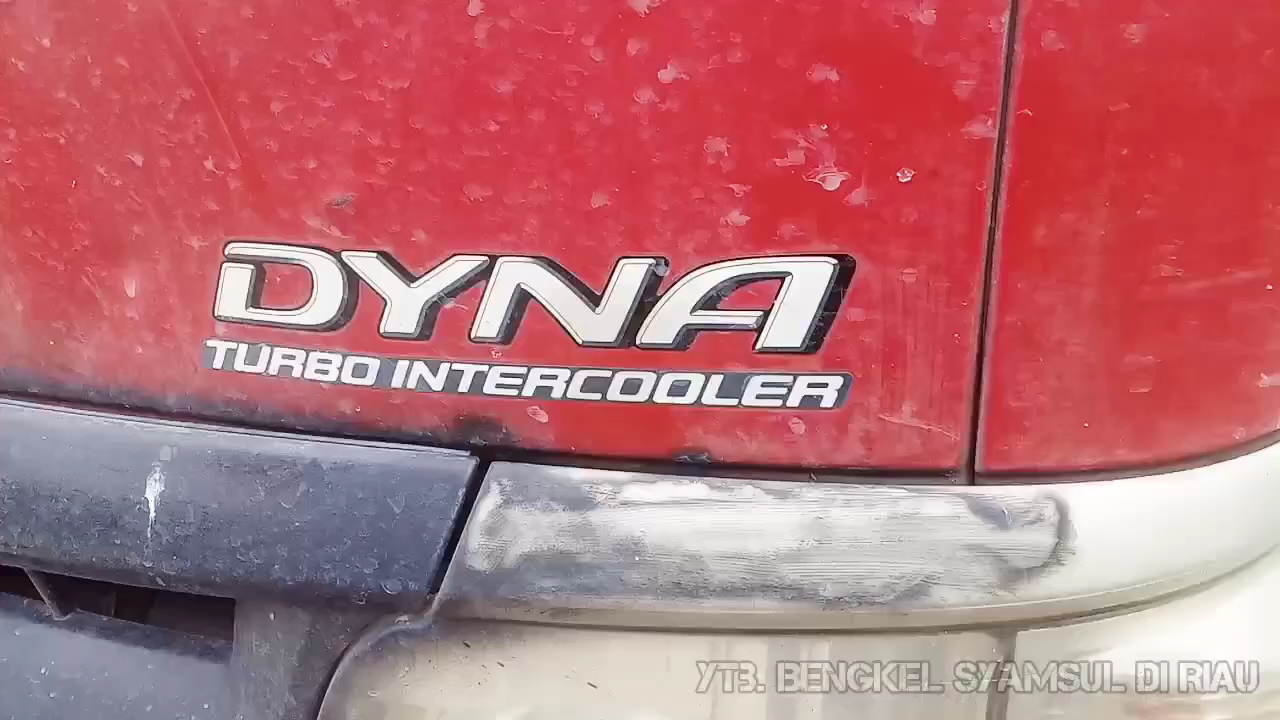 DYNA
TURBO INTERCOOLER
YTB. BENGKEL SYAMSUL DI RIAU